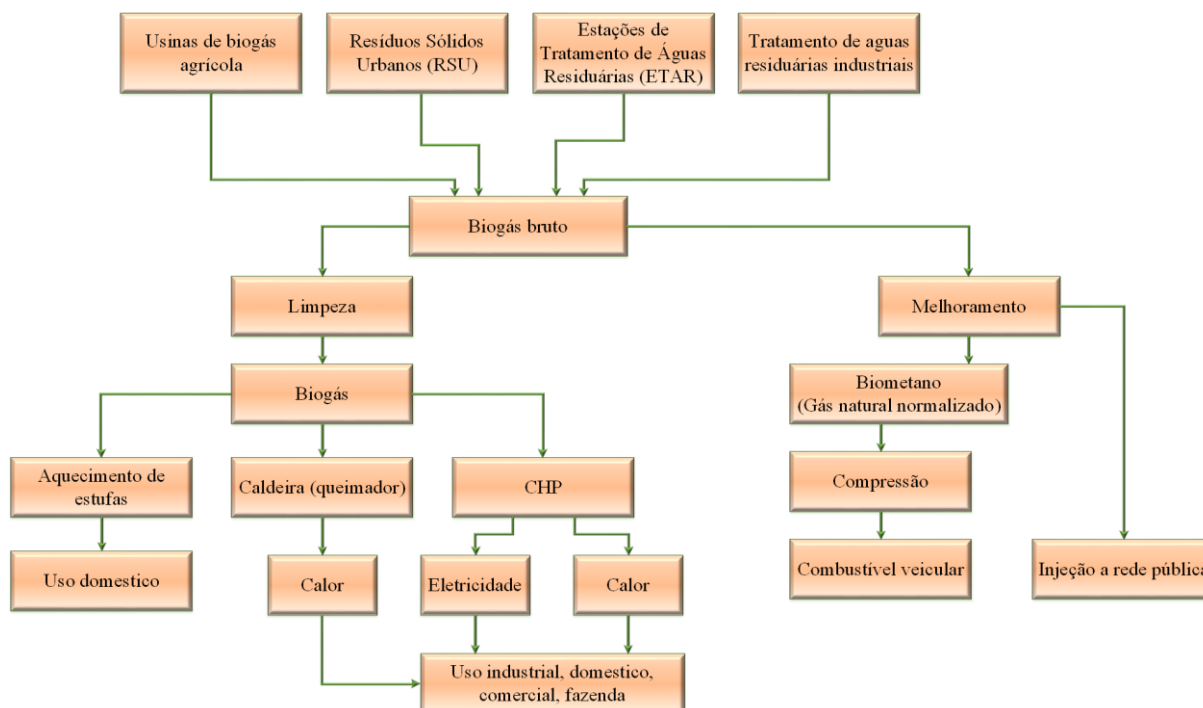 Usinas de biogás
agrícola
Resíduos Sólidos
Urbanos (RSU)
Estações de
Tratamento de Águas
Residuárias (ETAR)
Tratamento de aguas
residuárias industriais
Biogás bruto
Limpeza
Melhoramento
Biogás
Biometano
(Gás natural normalizado)
Aquecimento de
estufas
Caldeira (queimador)
CHP
Compressão
Uso domestico
Calor
Eletricidade
Calor
Combustível veicular
Injeção a rede pública
Uso industrial, domestico,
comercial, fazenda